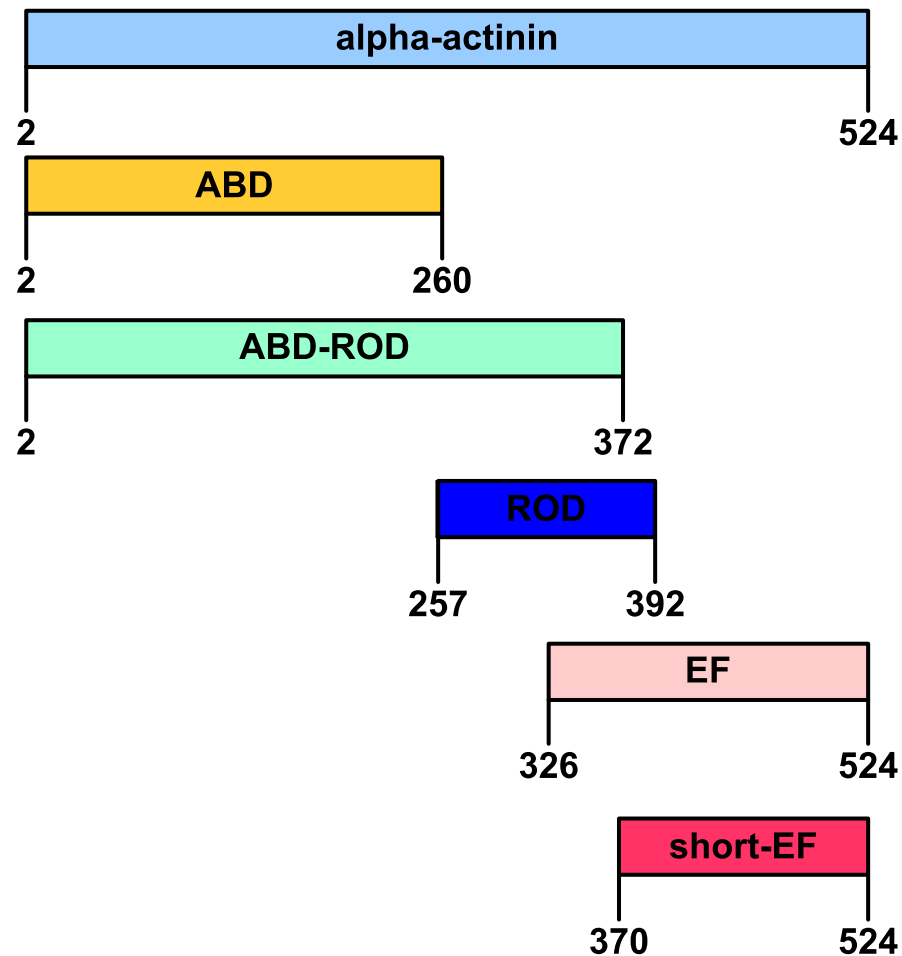 alpha-actinin
2 524
ABD
2 260
ABD-ROD
2 372
ROD
257 392
EF
326 524
short-EF
370 524